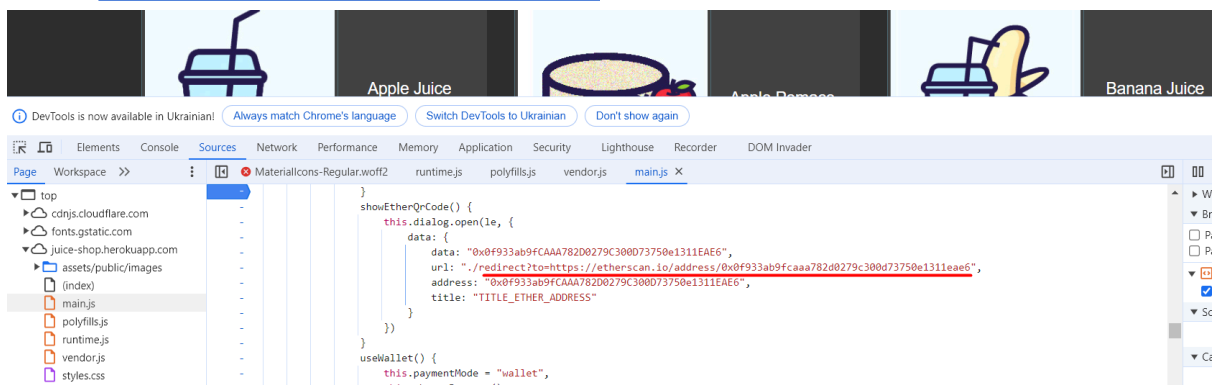 Apple Juice
Banana Juice
DevTools is now available in Ukrainian! Always match Chrome's language Switch DevTools to Ukrainian Don't show again
Elements Console Sources Network Performance Memory Application Security Lighthouse Recorder DOM Invader
Page Workspace MaterialIcons-Regular.woff2 runtime.js polyfills.js vendor.js main.js
top
cdnjs.cloudflare.com
fonts.gstatic.com
juice-shop.herokuapp.com
assets/public/images
(index)
main.js
polyfills.js
runtime.js
vendor.js
styles.css
}
showEtherQrCode() {
this.dialog.open(le, {
data: {
data: "0x0f933ab9fCAAA782D0279C300D73750e1311EAE6",
url: "./redirect?to=https://etherscan.io/address/0x0f933ab9fcaaa782d0279c300d73750e1311eae6",
address: "0x0f933ab9fCAAA782D0279C300D73750e1311EAE6",
title: "TITLE_ETHER_ADDRESS"
}
})
}
useWallet() {
this.paymentMode = "wallet",